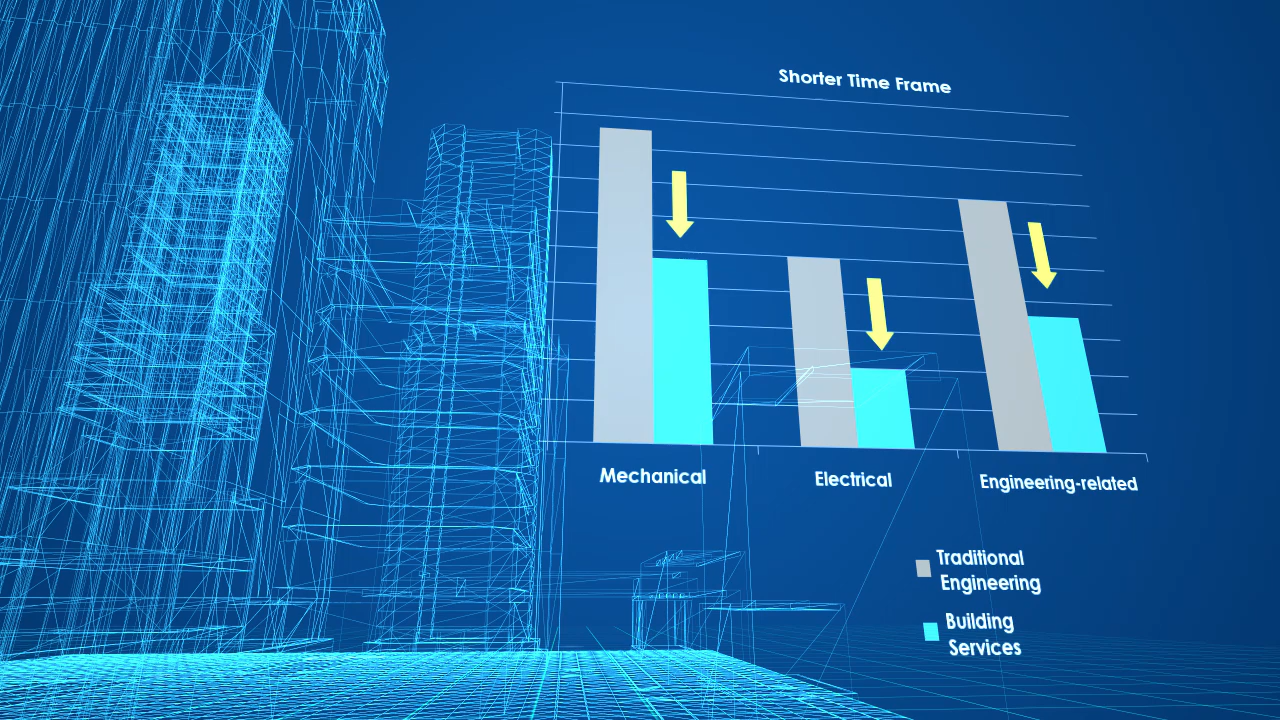 Shorter Time Frame
Mechanical
Electrical
Engineering-related
Traditional
Engineering
Building
Services